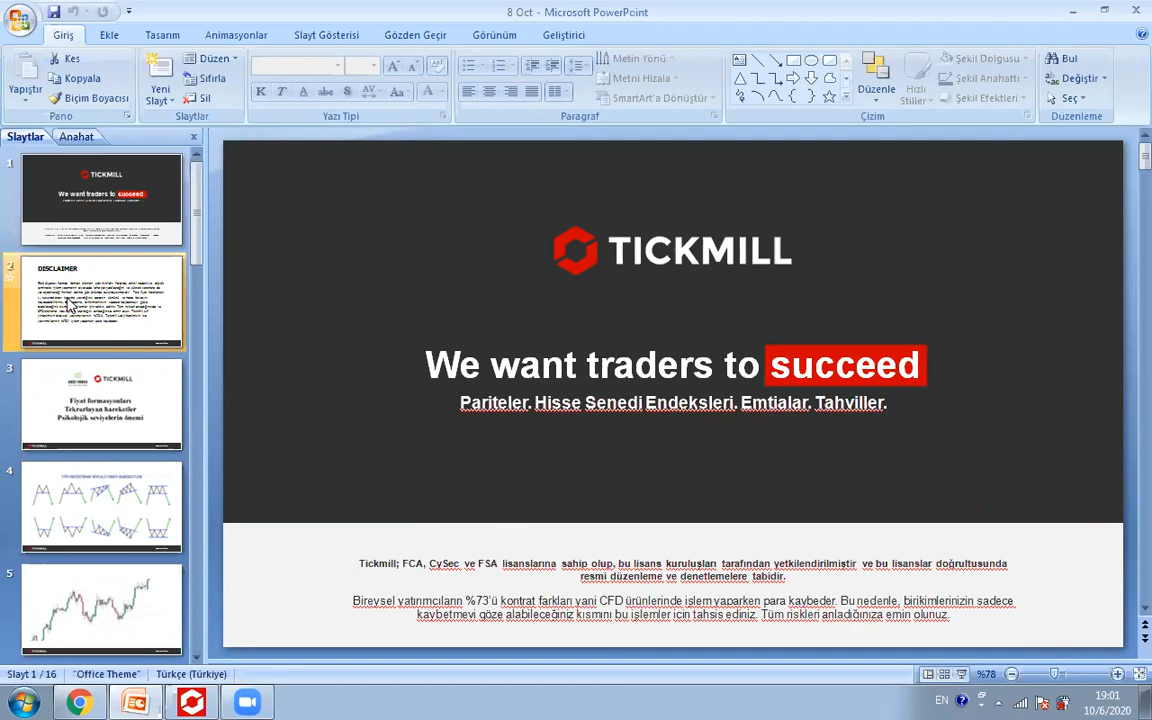 8 Oct - Microsoft PowerPoint
Giriş Ekle Tasarım Animasyonlar Slayt Gösterisi Gözden Geçir Görünüm Geliştirici
Yapıştır
Kes
Kopyala
Biçim Boyacısı
Pano
Yeni
Slayt
Düzen
Sıfırla
Sil
Slaytlar
Yazı Tipi
Metin Yönü
Metni Hizala
SmartArt'a Dönüştür
Paragraf
Düzenle
Hızlı
Stiller
Şekil Dolgusu
Şekil Anahattı
Şekil Efektleri
Çizim
Bul
Değiştir
Seç
Düzenleme
Slaytlar Anahat
1
TICKMILL
We want traders to succeed
2
DISCLAIMER
3
TICKMILL
Fiyat formasyonları
Tekrarlayan hareketler
Psikolojik seviyelerin önemi
4
5
TICKMILL
We want traders to succeed
Pariteler. Hisse Senedi Endeksleri. Emtialar. Tahviller.
Tickmill; FCA, CySec ve FSA lisanslarına sahip olup, bu lisans kuruluşları tarafından yetkilendirilmiştir ve bu lisanslar doğrultusunda
resmi düzenleme ve denetlemelere tabidir.
Bireysel yatırımcıların %73'ü kontrat farkları yani CFD ürünlerinde işlem yaparken para kaybeder. Bu nedenle, birikimlerinizin sadece
kaybetmevi göze alabileceğiniz kısmını bu işlemler için tahsis ediniz. Tüm riskleri anladığınıza emin olunuz.
Slayt 1 / 16 "Office Theme" Türkçe (Türkiye) %78
EN 19:01
10/6/2020